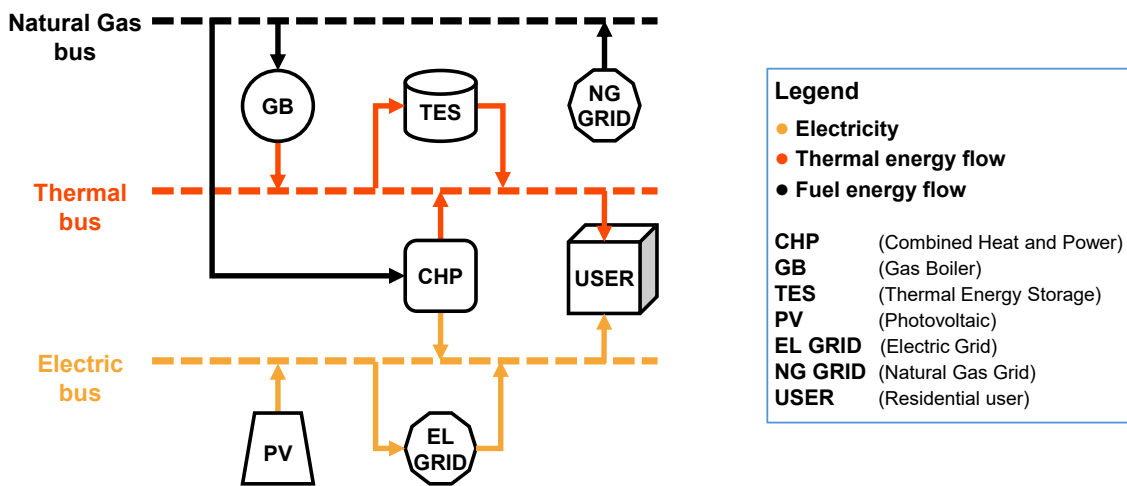 Natural Gas
bus
GB
TES
NG
GRID
Thermal
bus
CHP
USER
Electric
bus
PV
EL
GRID
Legend
Electricity
Thermal energy flow
Fuel energy flow
CHP (Combined Heat and Power)
GB (Gas Boiler)
TES (Thermal Energy Storage)
PV (Photovoltaic)
EL GRID (Electric Grid)
NG GRID (Natural Gas Grid)
USER (Residential user)